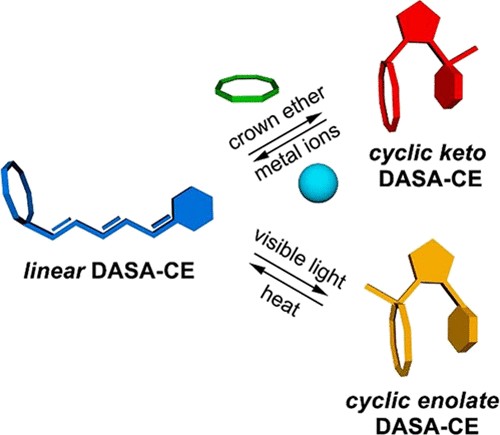 crown ether
metal ions
cyclic keto
DASA-CE
linear DASA-CE
visible light
heat
cyclic enolate
DASA-CE